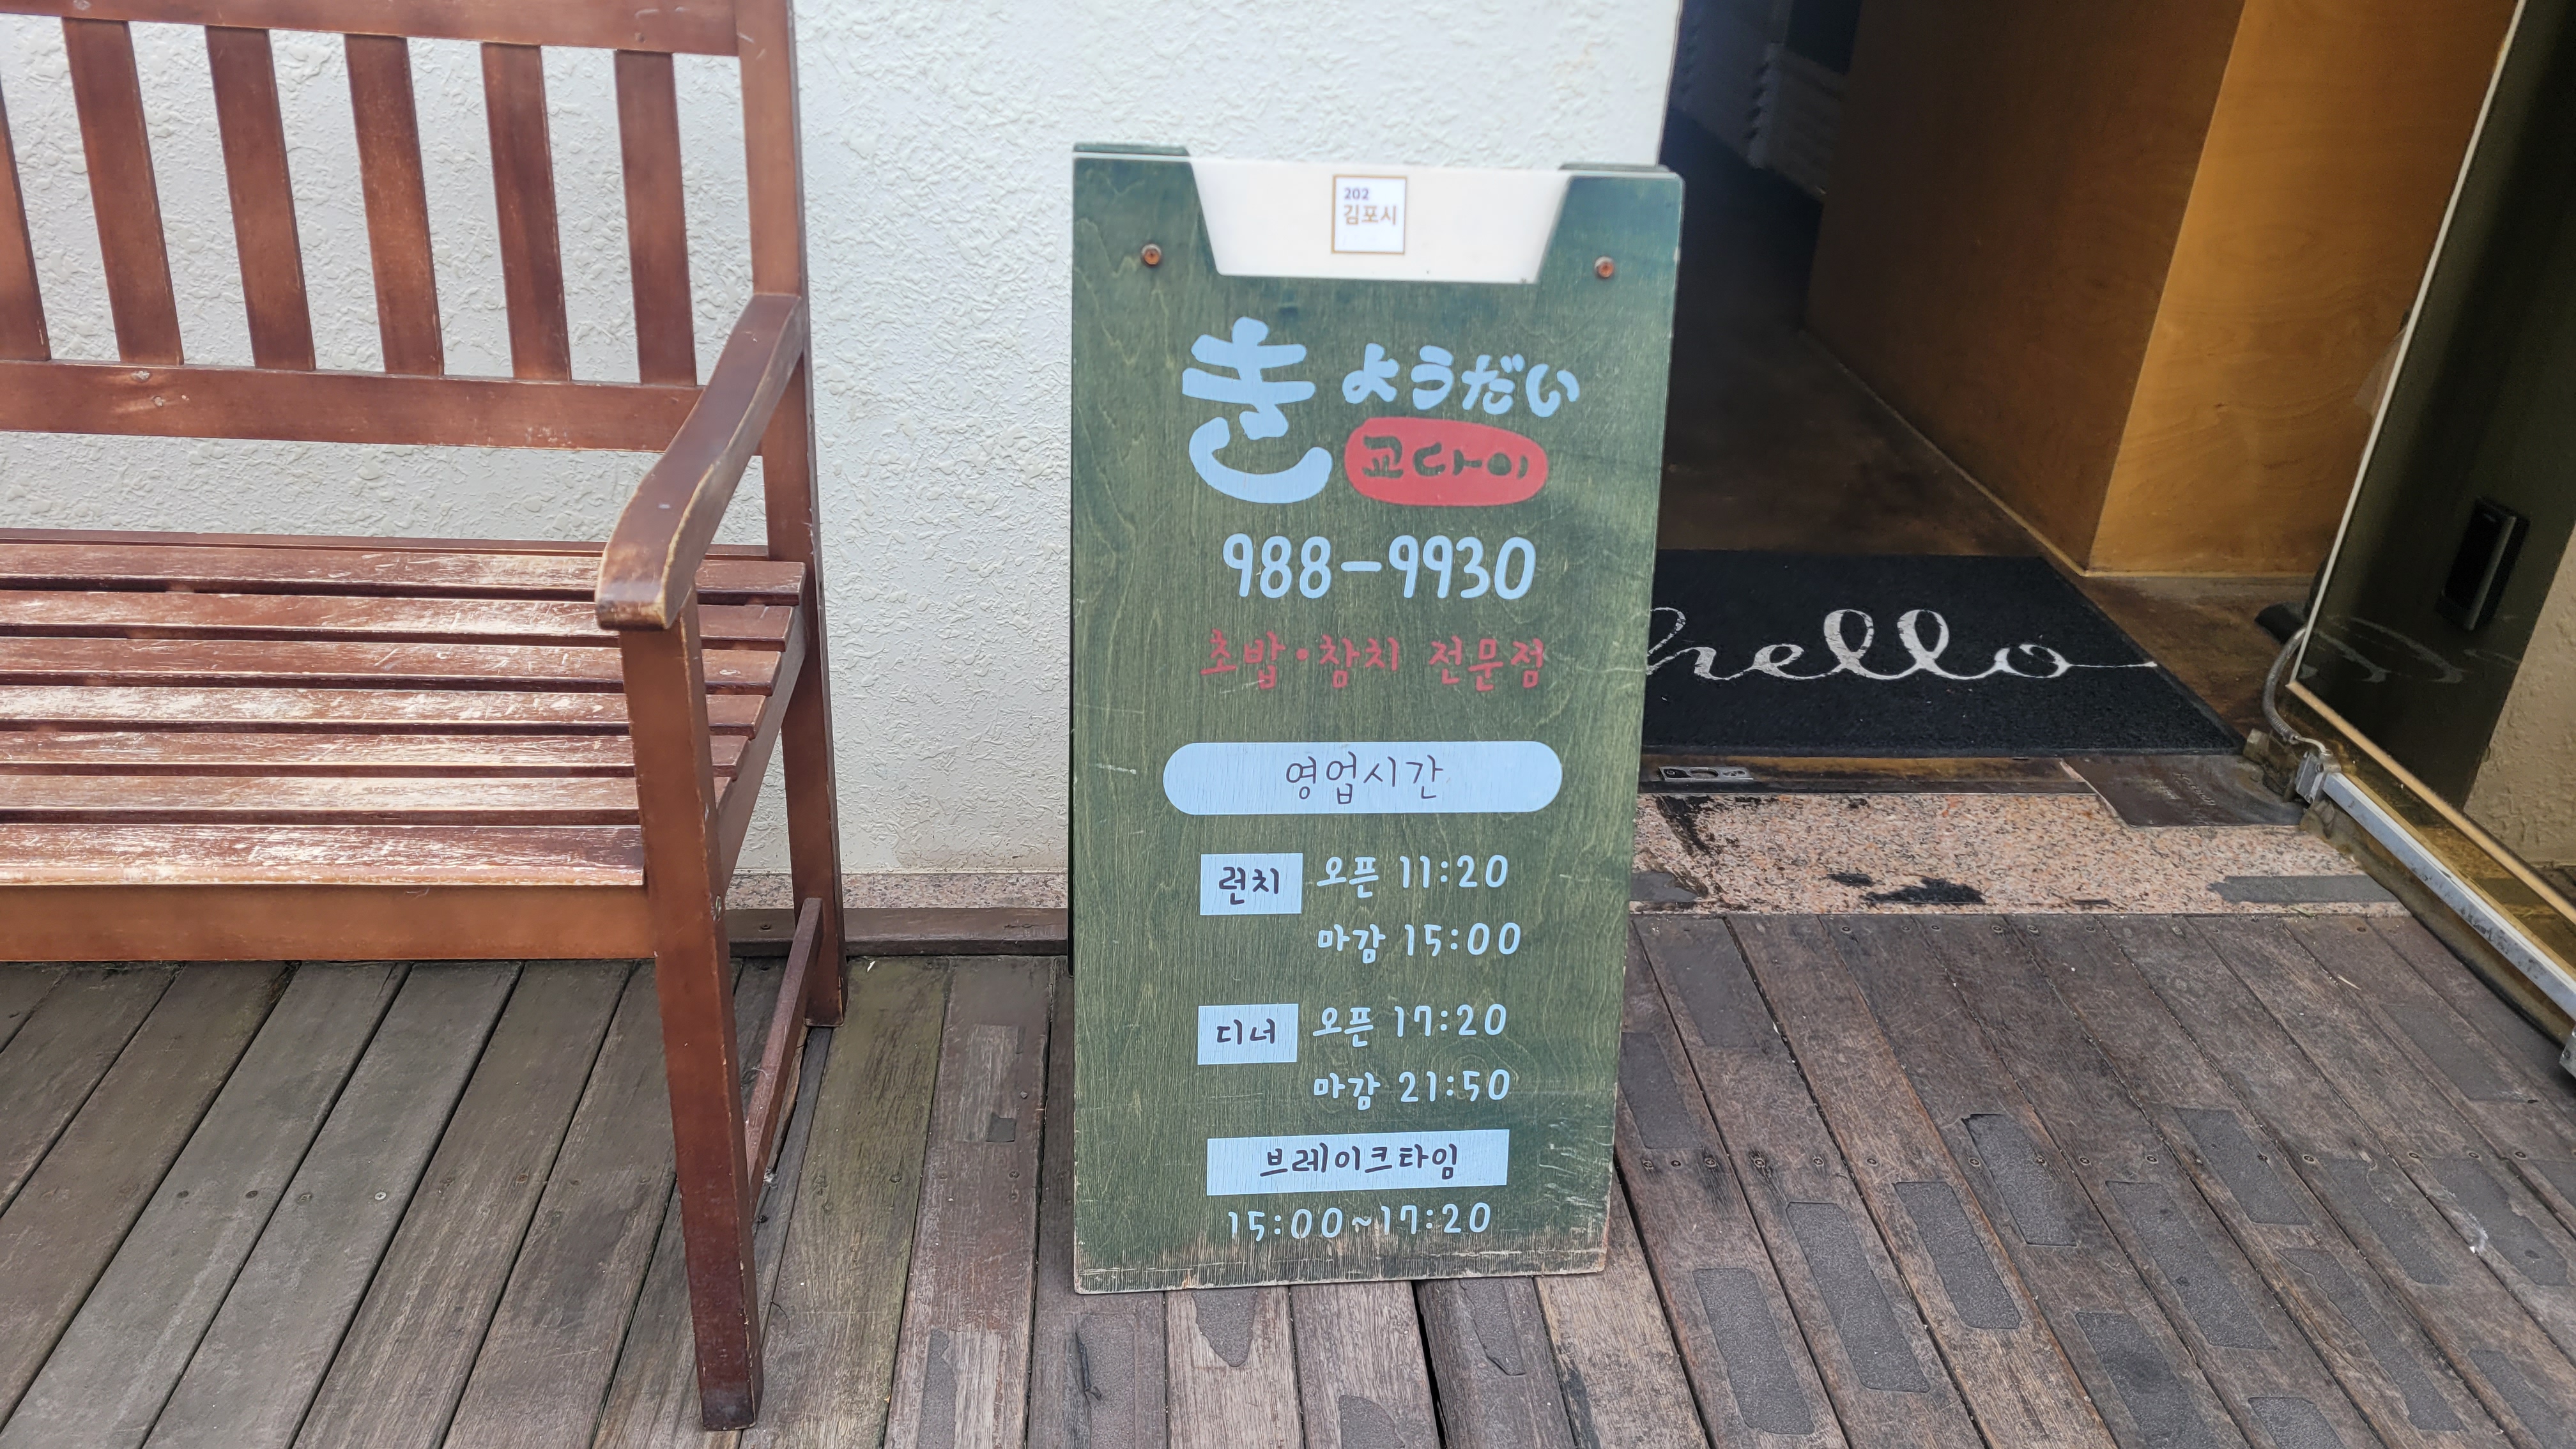 202
김포시
きようだい
교다이
988-9930
초밥·참치 전문점
영업시간
런치 오픈 11:20
마감 15:00
디너 오픈 17:20
마감 21:50
브레이크타임
15:00~17:20
hello